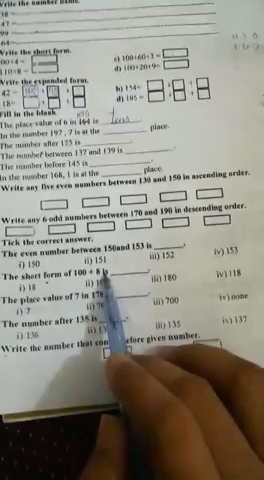 Write the number name.
38 =
47 =
99 =
64=
Write the short form.
c) 100+60+3 =
d) 100+20+9=
110+8 =
Write the expanded form.
b) 154=
18=
d) 105 =
Fill in the blank.
The place value of 6 in 164 is tens
In the number 197 , 7 is at the place.
The number after 125 is
The number between 137 and 139 is
The number before 145 is
In the number 168, 1 is at the place.
Write any five even numbers between 130 and 150 in ascending order.
Write any 6 odd numbers between 170 and 190 in descending order.
Tick the correct answer.
The even number between 150and 153 is
i) 150 ii) 151 iii) 152 iv) 153
The short form of 100 + 8 is
i) 18 iii) 180 iv) 118
The place value of 7 in
i) 7 iii) 700 iv) none
The number after 135 is
i) 136 iii) 135 iv) 137
Write the number that before given number.